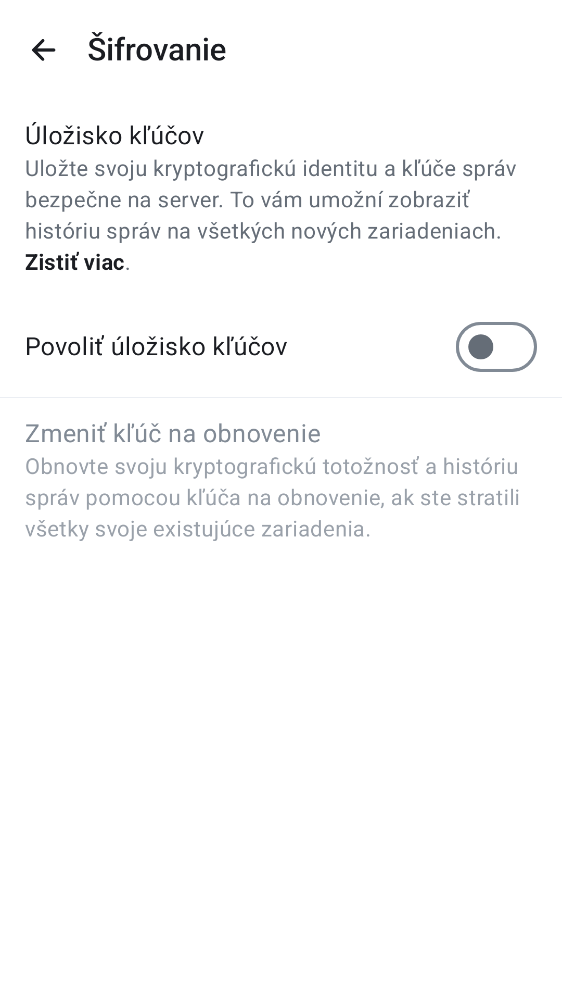 Šifrovanie
Úložisko kľúčov
Uložte svoju kryptografickú identitu a kľúče správ
bezpečne na server. To vám umožní zobraziť
históriu správ na všetkých nových zariadeniach.
Zistiť viac.
Povoliť úložisko kľúčov
Zmeniť kľúč na obnovenie
Obnovte svoju kryptografickú totožnosť a históriu
správ pomocou kľúča na obnovenie, ak ste stratili
všetky svoje existujúce zariadenia.